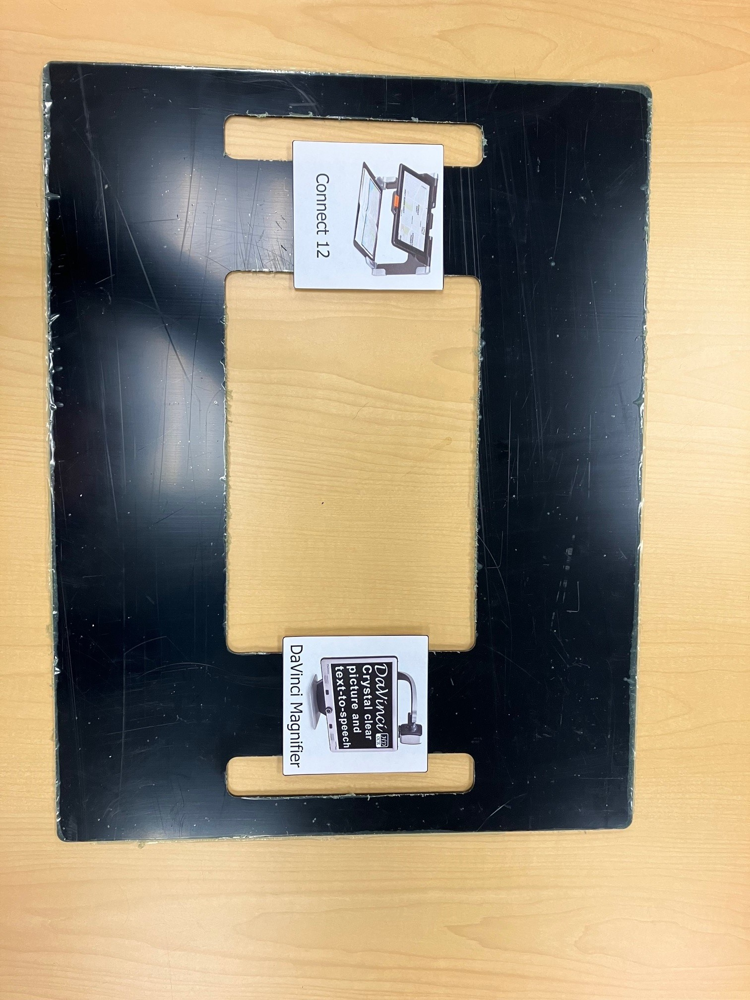 Connect 12
DaVinci HD
OCR
Crystal clear
picture and
text-to-speech
DaVinci Magnifier